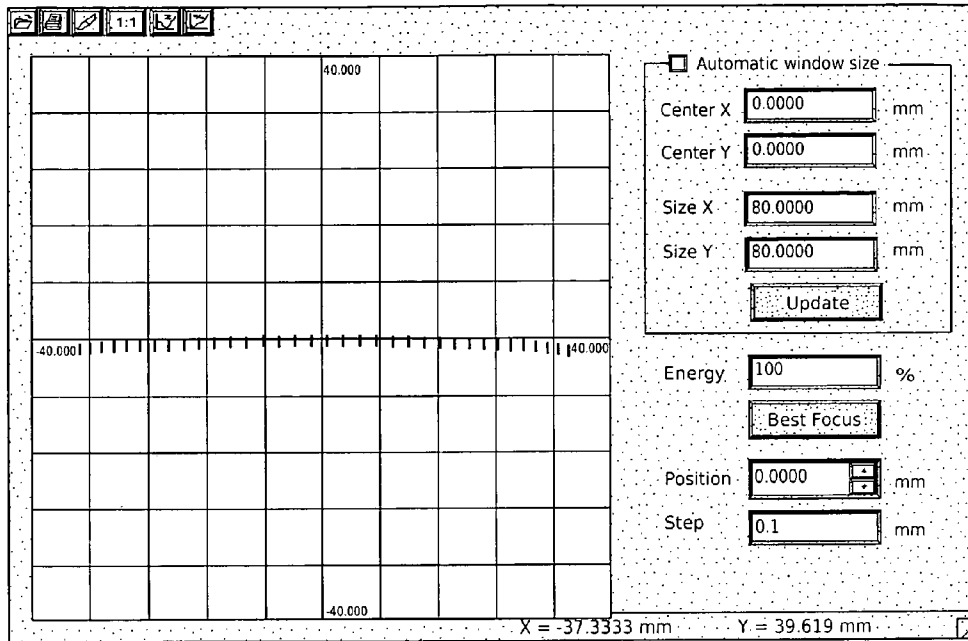 1:1
40.000
-40.000
40.000
-40.000
Automatic window size
Center X 0.0000 mm
Center Y 0.0000 mm
Size X 80.0000 mm
Size Y 80.0000 mm
Update
Energy 100 %
Best Focus
Position 0.0000 mm
Step 0.1 mm
X = -37.3333 mm Y = 39.619 mm